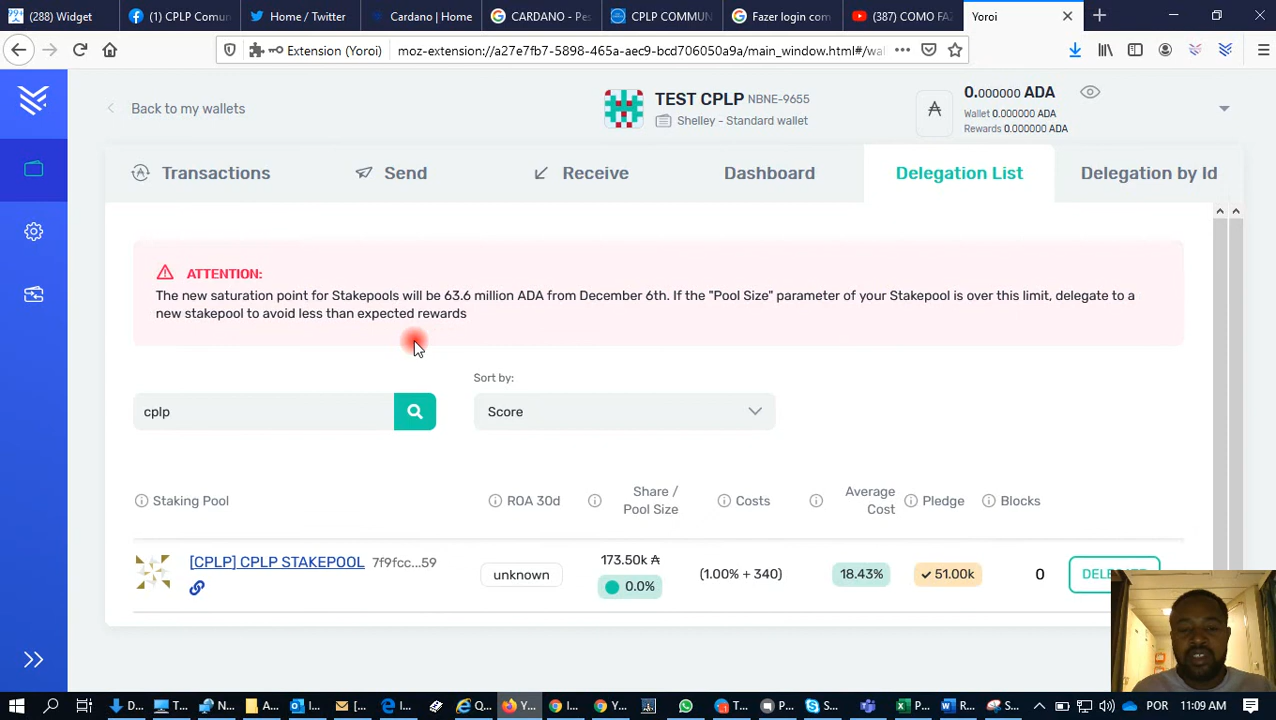 (288) Widget
(1) CPLP Comun
Home / Twitter
Cardano | Home
CARDANO - Pes
CPLP COMMUN
Fazer login com
(387) COMO FAZ
Yoroi
Extension (Yoroi)
moz-extension://a27e7fb7-5898-465a-aec9-bcd706050a9a/main_window.html#/wal
Back to my wallets
TEST CPLP NBNE-9655
Shelley - Standard wallet
0.000000 ADA
Wallet 0.000000 ADA
Rewards 0.000000 ADA
Transactions
Send
Receive
Dashboard
Delegation List
Delegation by Id
ATTENTION:
The new saturation point for Stakepools will be 63.6 million ADA from December 6th. If the "Pool Size" parameter of your Stakepool is over this limit, delegate to a
new stakepool to avoid less than expected rewards
Sort by:
cplp
Score
Staking Pool
ROA 30d
Share /
Pool Size
Costs
Average
Cost
Pledge
Blocks
[CPLP] CPLP STAKEPOOL 7f9fcc...59
unknown
173.50k ₳
0.0%
(1.00% + 340)
18.43%
✓ 51.00k
0
POR
11:09 AM